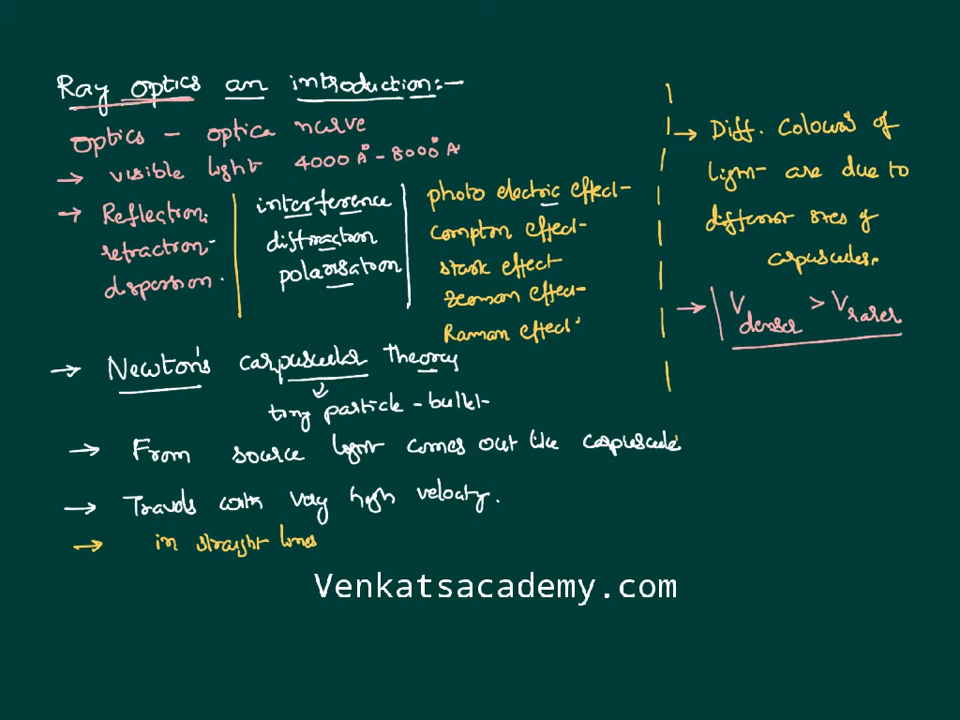 Ray optics an introduction:-
optics - optica nerve
→ visible light 4000 A° - 8000 A°
→ Reflection.
refraction-
dispersion.
interference
diffraction
polarisation
photo electric effect-
compton effect-
stark effect
zeeman effect-
Raman effect
→ Newton's corpuscular theory
tiny particle - bullet-
→ From source light comes out like corpuscule
→ Travels with very high velocity.
→ in straight lines
→ Diff. Colours of
light are due to
different sizes of
corpuscules.
→ V denser > V rarer
Venkatsacademy.com